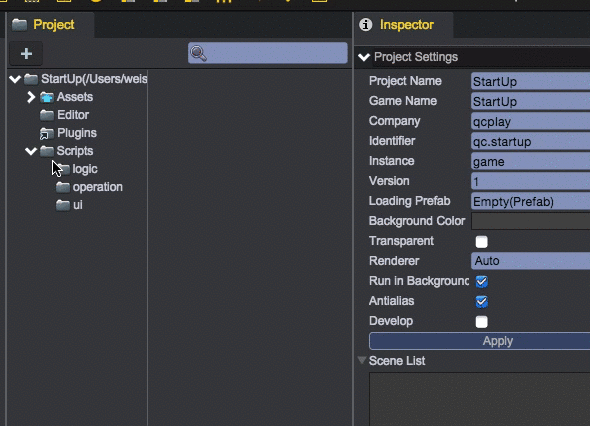 Project
+
StartUp(/Users/weis
Assets
Editor
Plugins
Scripts
logic
operation
ui
Inspector
Project Settings
Project Name StartUp
Game Name StartUp
Company qcplay
Identifier qc.startup
Instance game
Version 1
Loading Prefab Empty(Prefab)
Background Color
Transparent
Renderer Auto
Run in Background
Antialias
Develop
Apply
Scene List